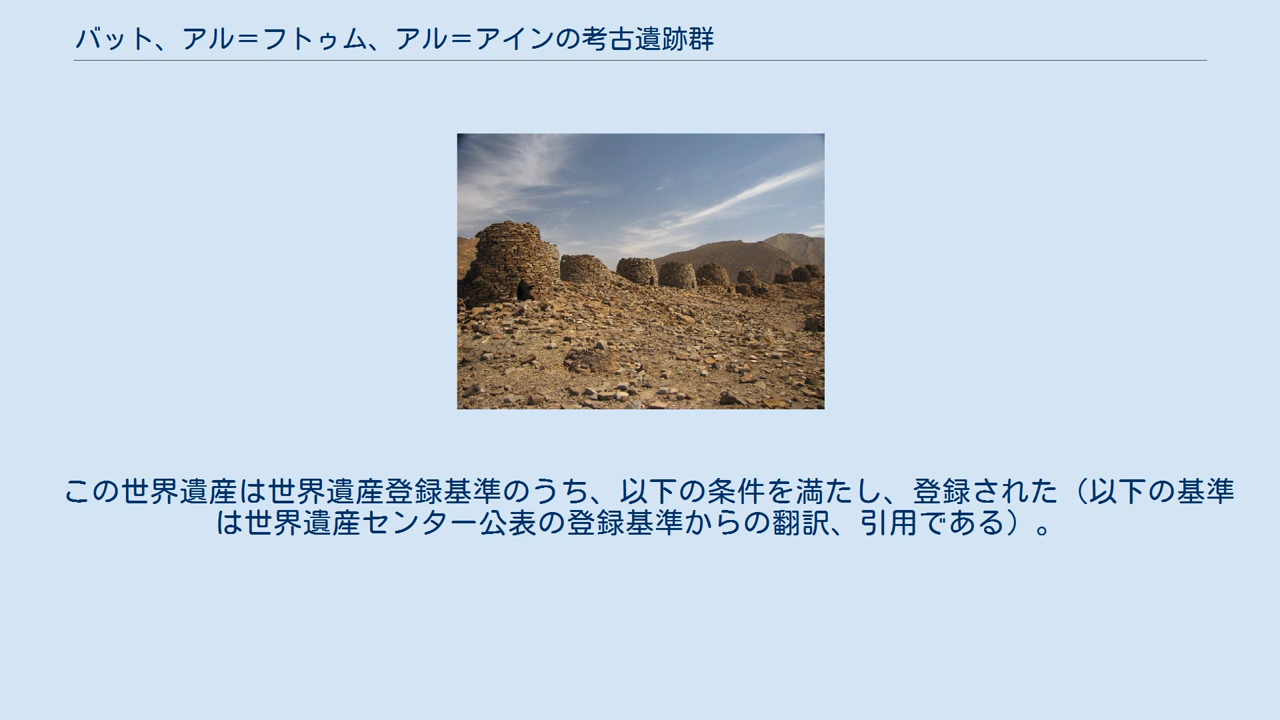 バット、アル＝フトゥム、アル＝アインの考古遺跡群
この世界遺産は世界遺産登録基準のうち、以下の条件を満たし、登録された（以下の基準
は世界遺産センター公表の登録基準からの翻訳、引用である）。